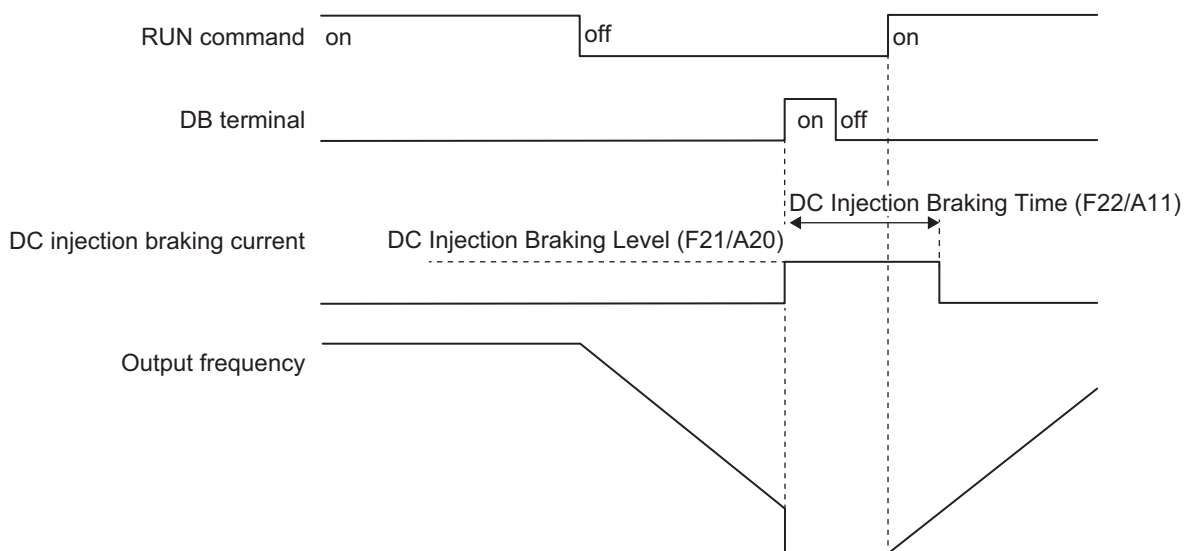 RUN command on off on
DB terminal on off
DC Injection Braking Time (F22/A11)
DC injection braking current DC Injection Braking Level (F21/A20)
Output frequency